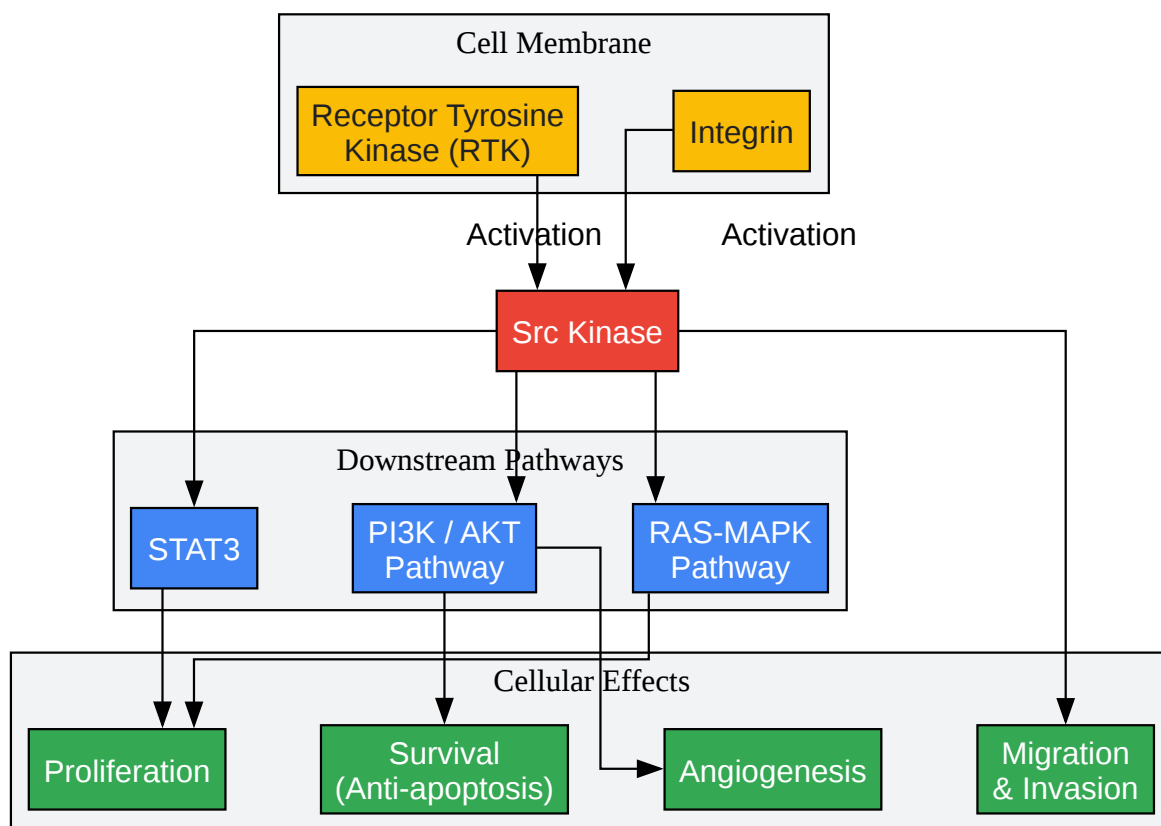 Cell Membrane
Receptor Tyrosine
Kinase (RTK)
Integrin
Activation
Activation
Src Kinase
Downstream Pathways
STAT3
PI3K / AKT
Pathway
RAS-MAPK
Pathway
Cellular Effects
Proliferation
Survival
(Anti-apoptosis)
Angiogenesis
Migration
& Invasion